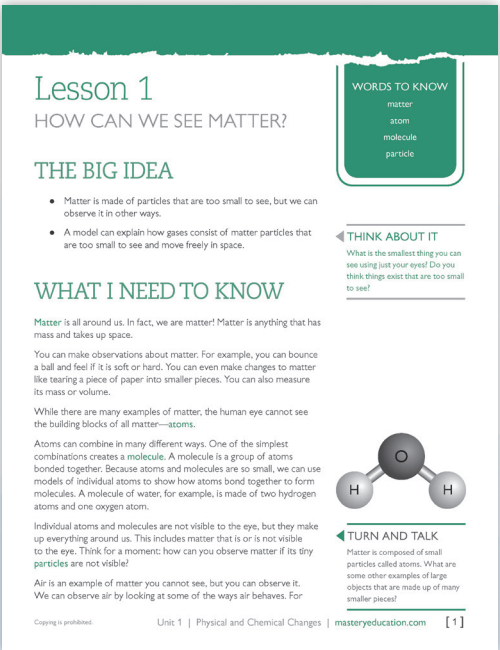 Lesson 1
HOW CAN WE SEE MATTER?
WORDS TO KNOW
matter
atom
molecule
particle
THE BIG IDEA
• Matter is made of particles that are too small to see, but we can
observe it in other ways.
• A model can explain how gases consist of matter particles that
are too small to see and move freely in space.
THINK ABOUT IT
What is the smallest thing you can
see using just your eyes? Do you
think things exist that are too small
to see?
WHAT I NEED TO KNOW
Matter is all around us. In fact, we are matter! Matter is anything that has
mass and takes up space.
You can make observations about matter. For example, you can bounce
a ball and feel if it is soft or hard. You can even make changes to matter
like tearing a piece of paper into smaller pieces. You can also measure
its mass or volume.
While there are many examples of matter, the human eye cannot see
the building blocks of all matter—atoms.
Atoms can combine in many different ways. One of the simplest
combinations creates a molecule. A molecule is a group of atoms
bonded together. Because atoms and molecules are so small, we can use
models of individual atoms to show how atoms bond together to form
molecules. A molecule of water, for example, is made of two hydrogen
atoms and one oxygen atom.
O
H H
Individual atoms and molecules are not visible to the eye, but they make
up everything around us. This includes matter that is or is not visible
to the eye. Think for a moment: how can you observe matter if its tiny
particles are not visible?
Air is an example of matter you cannot see, but you can observe it.
We can observe air by looking at some of the ways air behaves. For
TURN AND TALK
Matter is composed of small
particles called atoms. What are
some other examples of large
objects that are made up of many
smaller pieces?
Copying is prohibited. Unit 1 | Physical and Chemical Changes | masteryeducation.com [ 1 ]